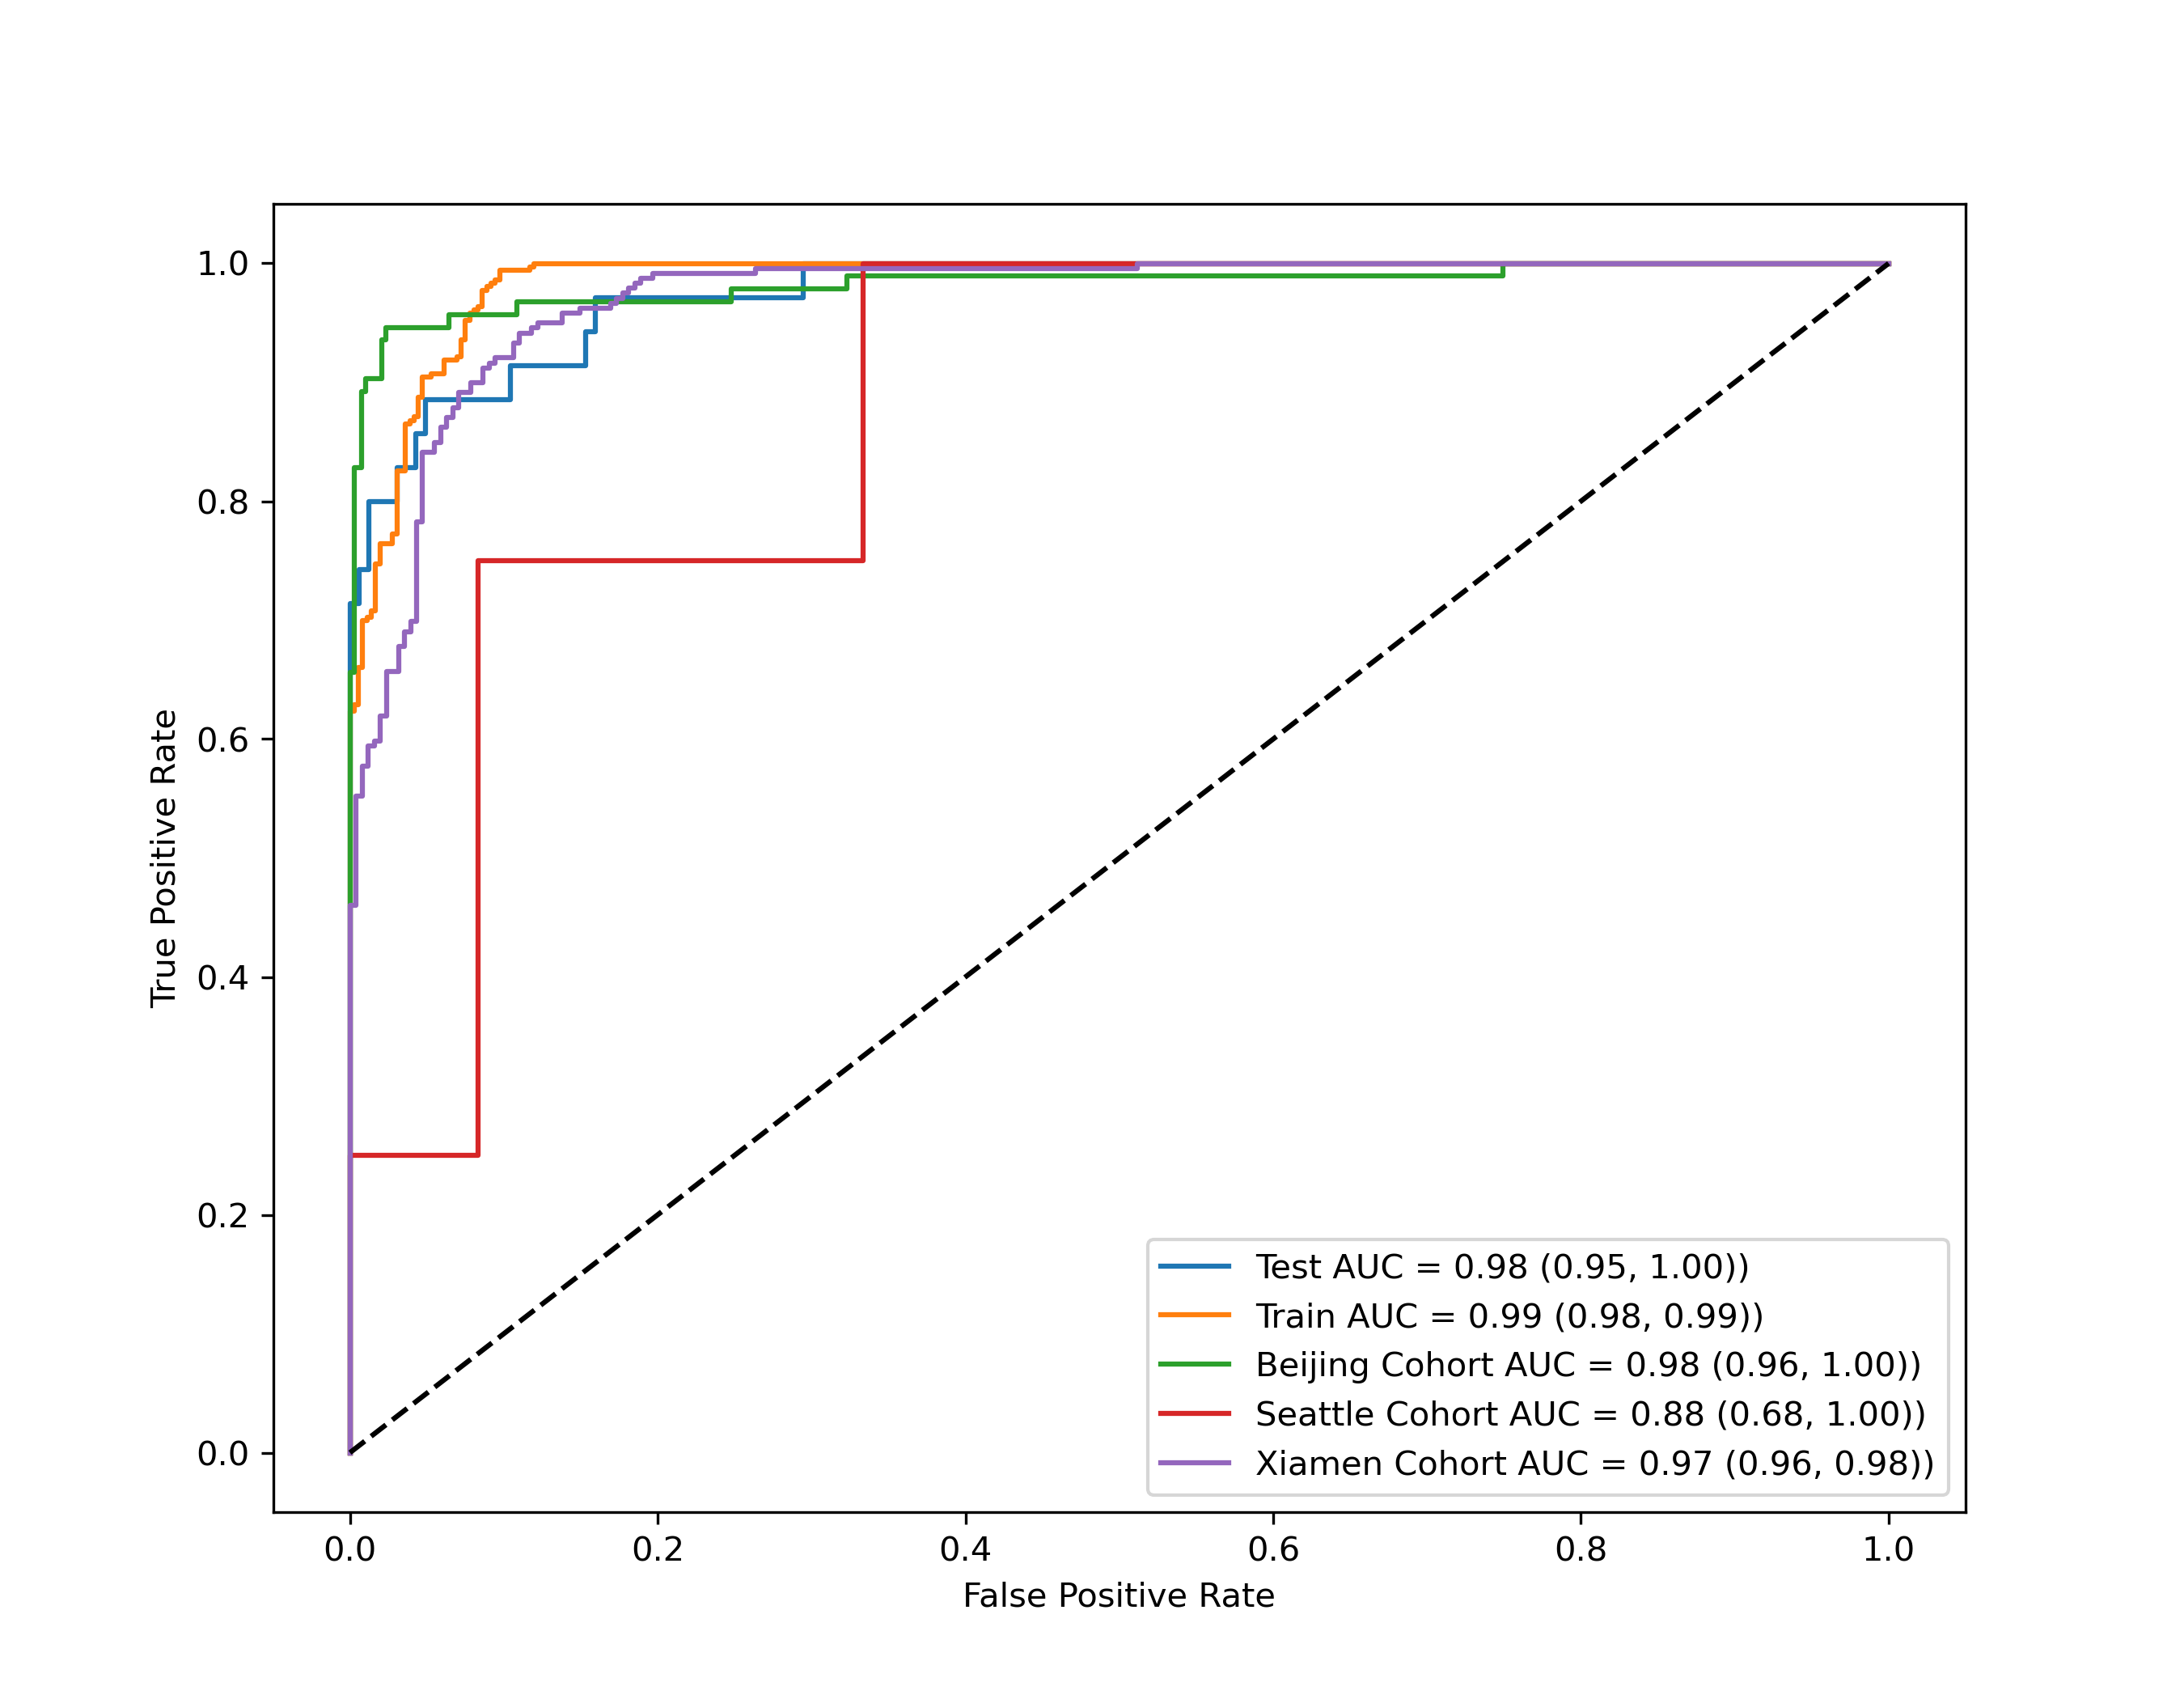 1.0
0.8
0.6
0.4
0.2
0.0
True Positive Rate
Test AUC = 0.98 (0.95, 1.00))
Train AUC = 0.99 (0.98, 0.99))
Beijing Cohort AUC = 0.98 (0.96, 1.00))
Seattle Cohort AUC = 0.88 (0.68, 1.00))
Xiamen Cohort AUC = 0.97 (0.96, 0.98))
0.0 0.2 0.4 0.6 0.8 1.0
False Positive Rate